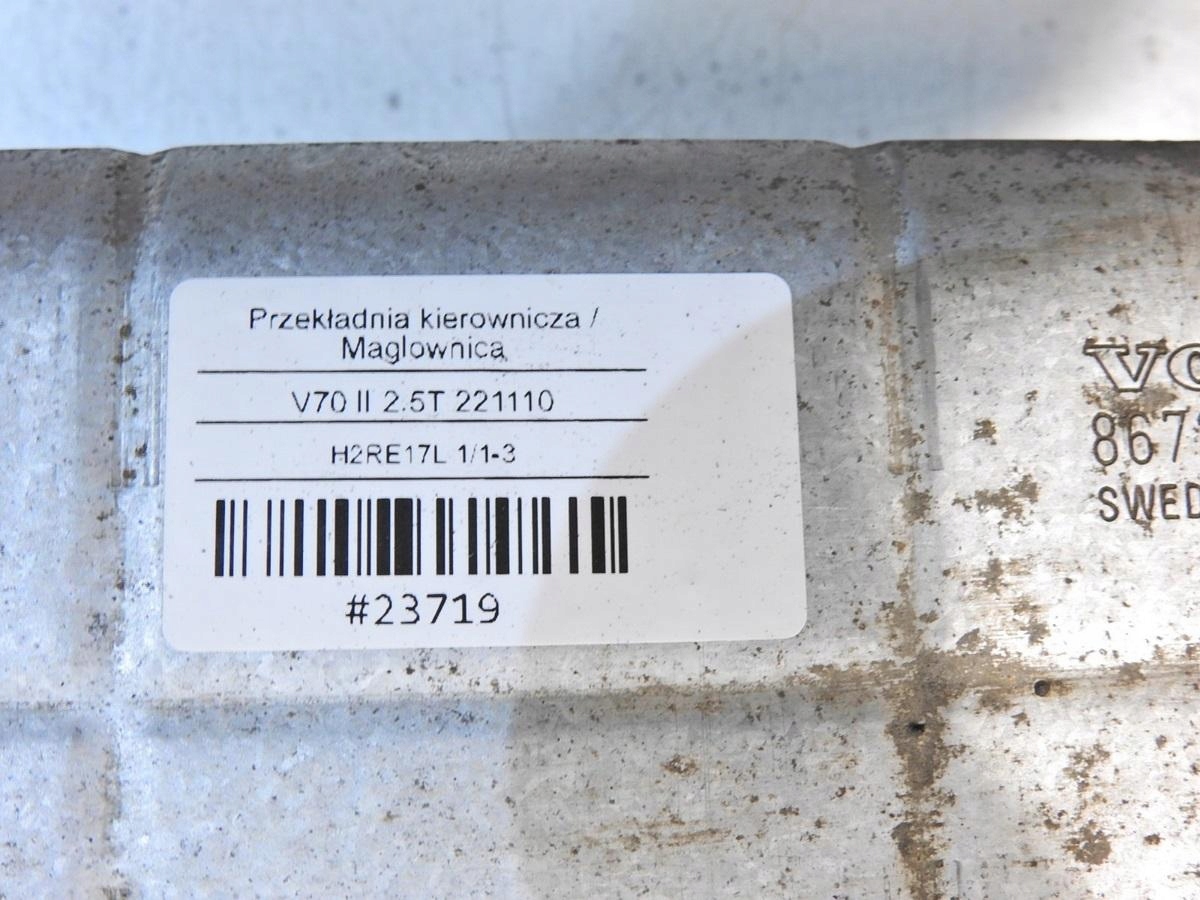 Przekładnia kierownicza /
Maglownica
V70 II 2.5T 221110
H2RE17L 1/1-3
#23719